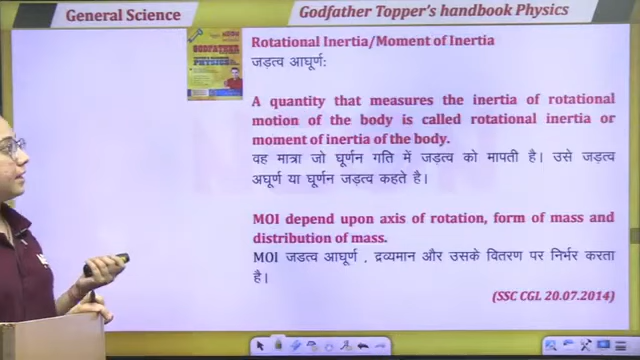 General Science
Godfather Topper's handbook Physics
GODFATHER
PHYSICS
Rotational Inertia/Moment of Inertia
जड़त्व आघूर्ण:
A quantity that measures the inertia of rotational
motion of the body is called rotational inertia or
moment of inertia of the body.
वह मात्रा जो घूर्णन गति में जड़त्व को मापती है। उसे जड़त्व
अघूर्ण या घूर्णन जड़त्व कहते है।
MOI depend upon axis of rotation, form of mass and
distribution of mass.
MOI जडत्व आघूर्ण , द्रव्यमान और उसके वितरण पर निर्भर करता
है।
(SSC CGL 20.07.2014)